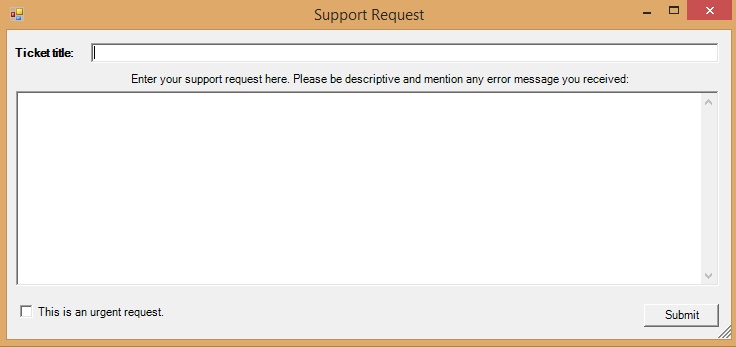 Support Request
Ticket title:
Enter your support request here. Please be descriptive and mention any error message you received:
This is an urgent request.
Submit